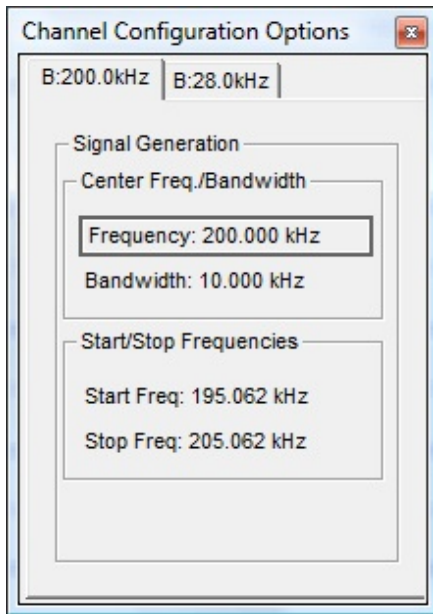 Channel Configuration Options
B:200.0kHz B:28.0kHz
Signal Generation
Center Freq./Bandwidth
Frequency: 200.000 kHz
Bandwidth: 10.000 kHz
Start/Stop Frequencies
Start Freq: 195.062 kHz
Stop Freq: 205.062 kHz